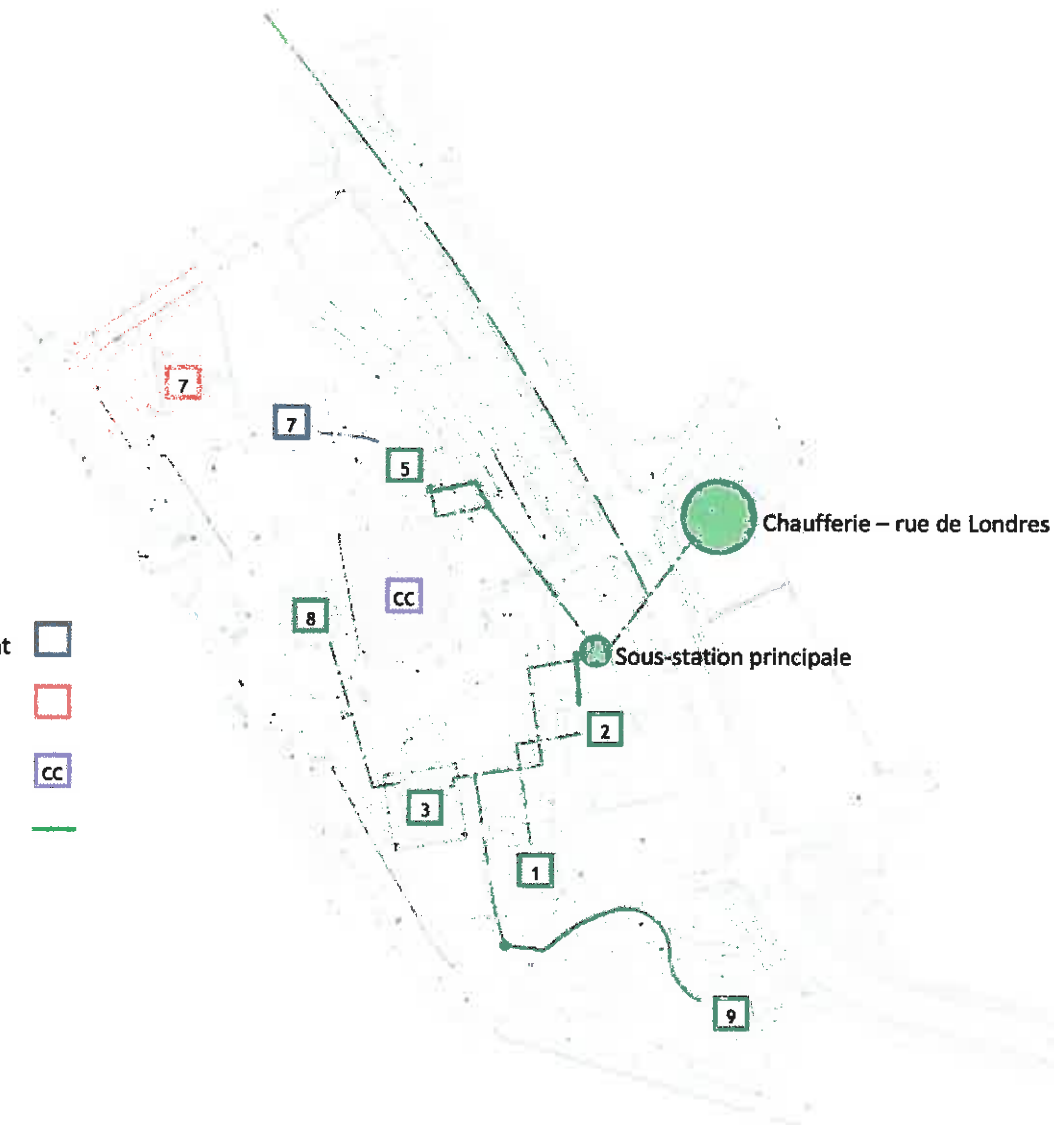 7
7
5
Chaufferie – rue de Londres
CC
8
Sous-station principale
2
CC
3
1
9